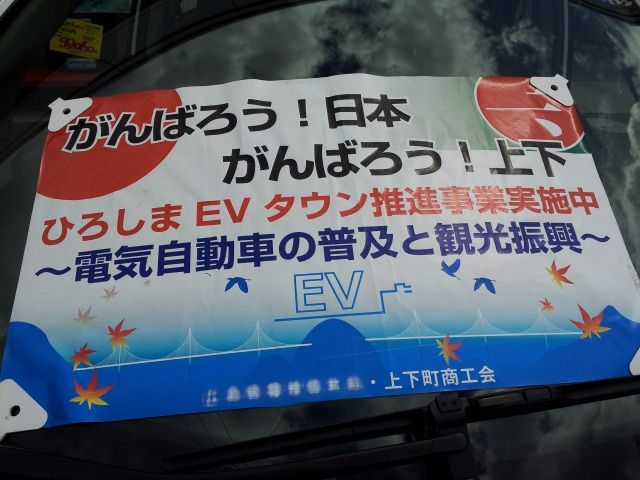 がんばろう！日本
がんばろう！上下
ひろしま EV タウン推進事業実施中
～電気自動車の普及と観光振興～
EV
・上下町商工会